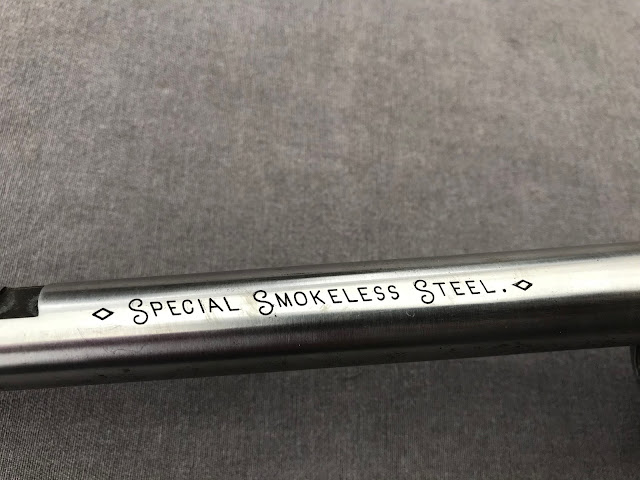 ◇ SPECIAL SMOKELESS STEEL. ◇